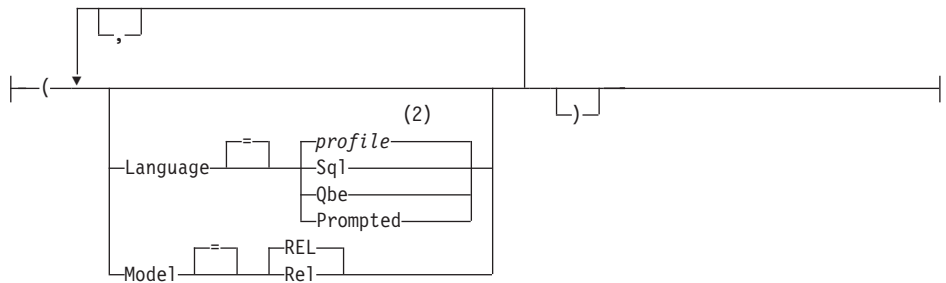 ,
( )
(2)
= profile
Language Sql
Qbe
Prompted
= REL
Model Rel